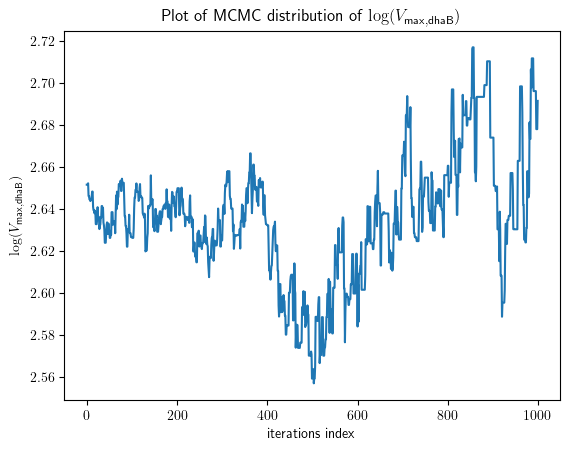 Plot of MCMC distribution of log(V_max,dhaB)
log(V_max,dhaB)
2.72
2.70
2.68
2.66
2.64
2.62
2.60
2.58
2.56
0 200 400 600 800 1000
iterations index